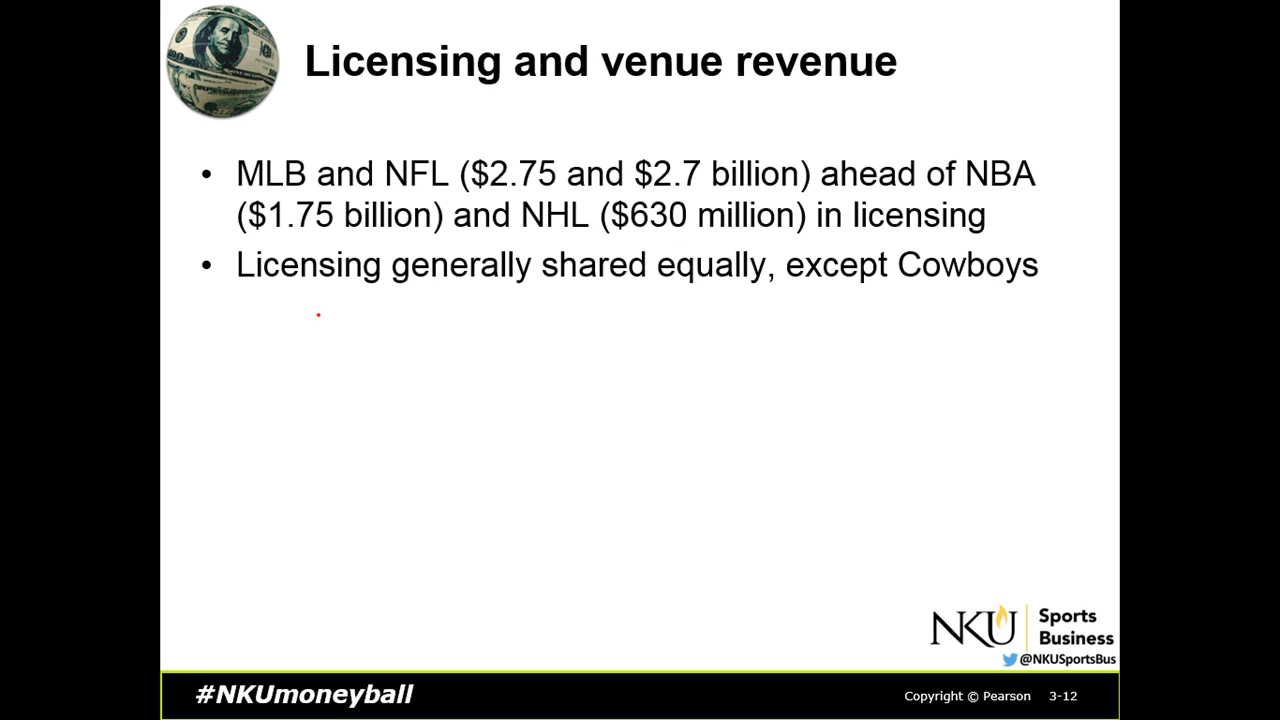 Licensing and venue revenue
• MLB and NFL ($2.75 and $2.7 billion) ahead of NBA
($1.75 billion) and NHL ($630 million) in licensing
• Licensing generally shared equally, except Cowboys
NKU Sports
Business
@NKUSportsBus
#NKUmoneyball
Copyright © Pearson 3-12